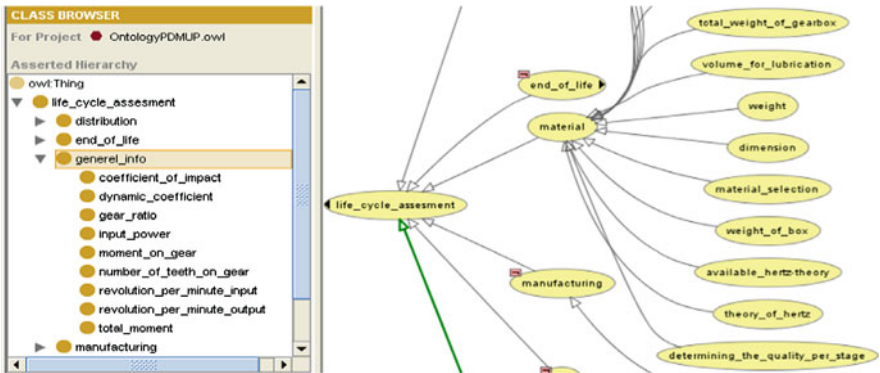 CLASS BROWSER
For Project OntologyPDMUP.owl
Asserted Hierarchy
owl:Thing
life_cycle_assesment
distribution
end_of_life
generel_info
coefficient_of_impact
dynamic_coefficient
gear_ratio
input_power
moment_on_gear
number_of_teeth_on_gear
revolution_per_minute_input
revolution_per_minute_output
total_moment
manufacturing
total_weight_of_gearbox
volume_for_lubrication
end_of_life
weight
material
dimension
material_selection
life_cycle_assesment
weight_of_box
available_hertz-theory
manufacturing
theory_of_hertz
determining_the_quality_per_stage